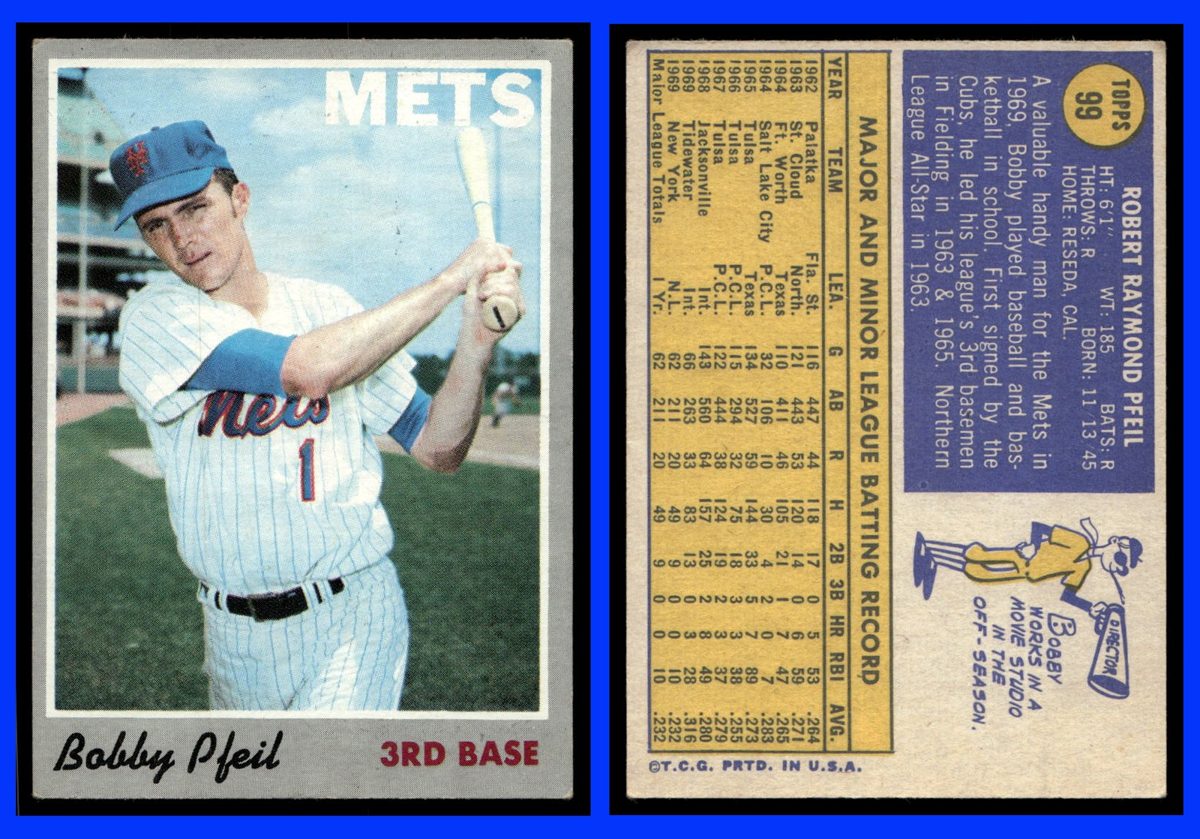 METS
NY
Mets
1
Bobby Pfeil
3RD BASE
TOPPS
99
ROBERT RAYMOND PFEIL
HT: 6'1" WT: 185 BATS: R
THROWS: R BORN: 11 13 45
HOME: RESEDA, CAL.
A valuable handy man for the Mets in
1969, Bobby played baseball and bas-
ketball in school. First signed by the
Cubs, he led his league's 3rd basemen
in Fielding in 1963 & 1965. Northern
League All-Star in 1963.
DIRECTOR
BOBBY
WORKS IN A
MOVIE STUDIO
IN THE
OFF-SEASON.
MAJOR AND MINOR LEAGUE BATTING RECORD
YEAR TEAM LEA. G AB R H 2B 3B HR RBI AVG.
1962 Palatka Fla. St. 116 447 44 118 17 0 5 53 .264
1963 St. Cloud North. 121 443 53 120 14 0 6 59 .271
1964 Ft. Worth Texas 110 411 46 105 21 1 7 47 .265
1964 Salt Lake City P.C.L. 32 106 10 30 4 2 0 7 .283
1965 Tulsa Texas 134 527 59 144 33 5 7 89 .273
1966 Tulsa P.C.L. 115 294 32 75 18 3 2 37 .255
1967 Tulsa P.C.L. 122 444 38 124 19 5 1 37 .279
1968 Jacksonville Int. 143 560 64 157 25 2 8 49 .280
1969 Tidewater Int. 66 263 33 83 13 2 3 28 .316
1969 New York N.L. 62 211 20 49 9 0 0 10 .232
Major League Totals 1 Yr. 62 211 20 49 9 0 0 10 .232
©T.C.G. PRTD. IN U.S.A.